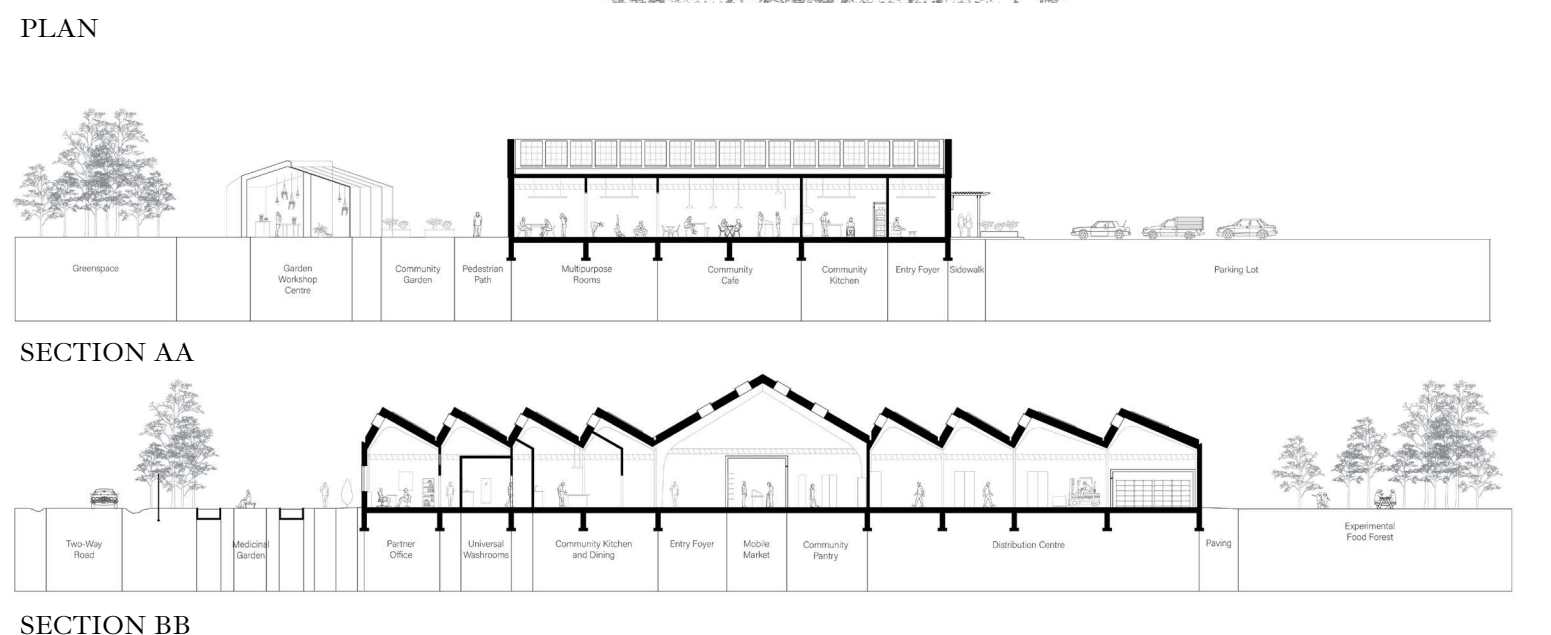 PLAN
Greenspace
Garden
Workshop
Centre
Community
Garden
Pedestrian
Path
Multipurpose
Rooms
Community
Cafe
Community
Kitchen
Entry Foyer
Sidewalk
Parking Lot
SECTION AA
Two-Way
Road
Medicinal
Garden
Partner
Office
Universal
Washrooms
Community Kitchen
and Dining
Entry Foyer
Mobile
Market
Community
Pantry
Distribution Centre
Paving
Experimental
Food Forest
SECTION BB